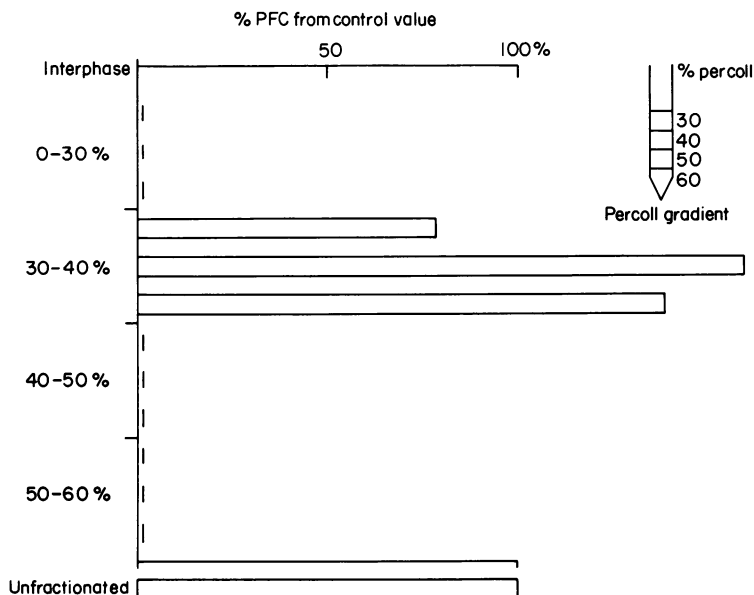 % PFC from control value
50
100%
Interphase
% percoll
0-30%
30
40
50
60
Percoll gradient
30-40%
40-50%
50-60%
Unfractionated